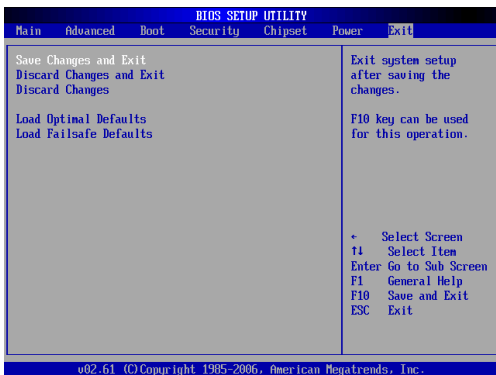 BIOS SETUP UTILITY
Main Advanced Boot Security Chipset Power Exit
Save Changes and Exit
Discard Changes and Exit
Discard Changes
Load Optimal Defaults
Load Failsafe Defaults
Exit system setup
after saving the
changes.
F10 key can be used
for this operation.
← Select Screen
↑↓ Select Item
Enter Go to Sub Screen
F1 General Help
F10 Save and Exit
ESC Exit
v02.61 (C)Copyright 1985-2006, American Megatrends, Inc.